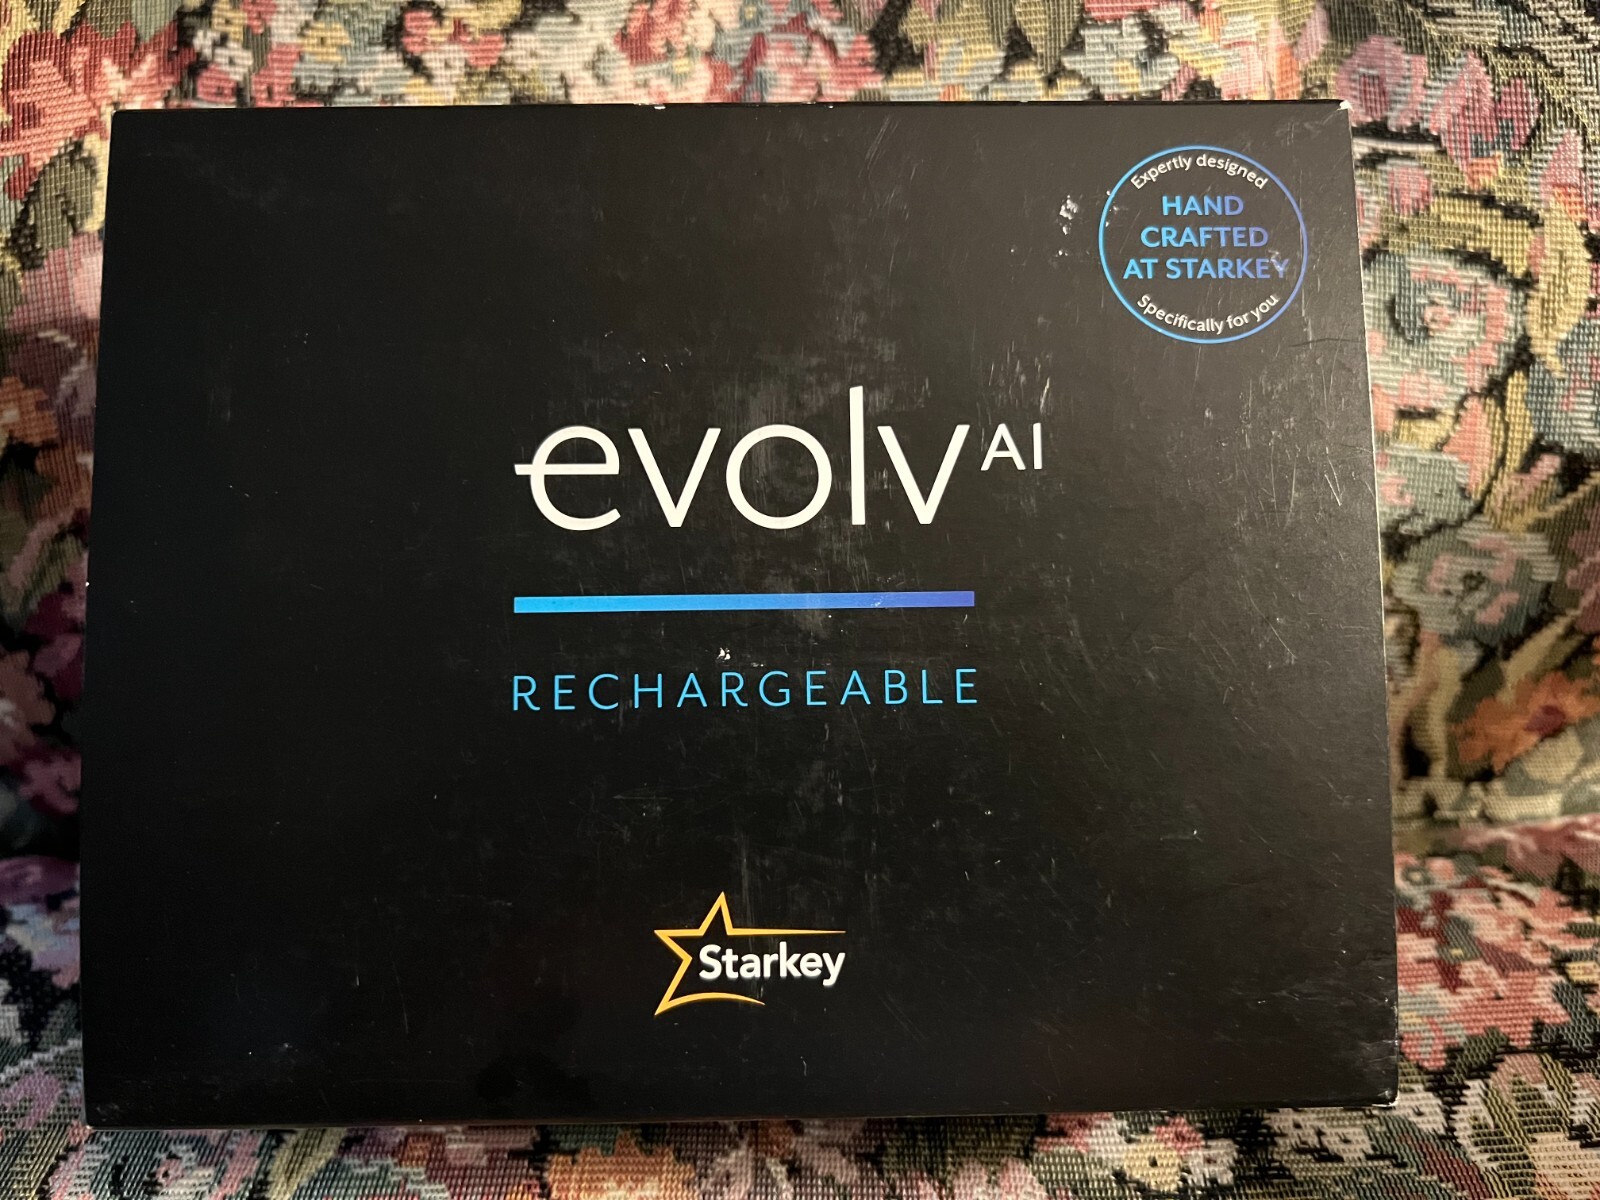 Expertly designed
HAND
CRAFTED
AT STARKEY
Specifically for you
evolv AI
RECHARGEABLE
Starkey